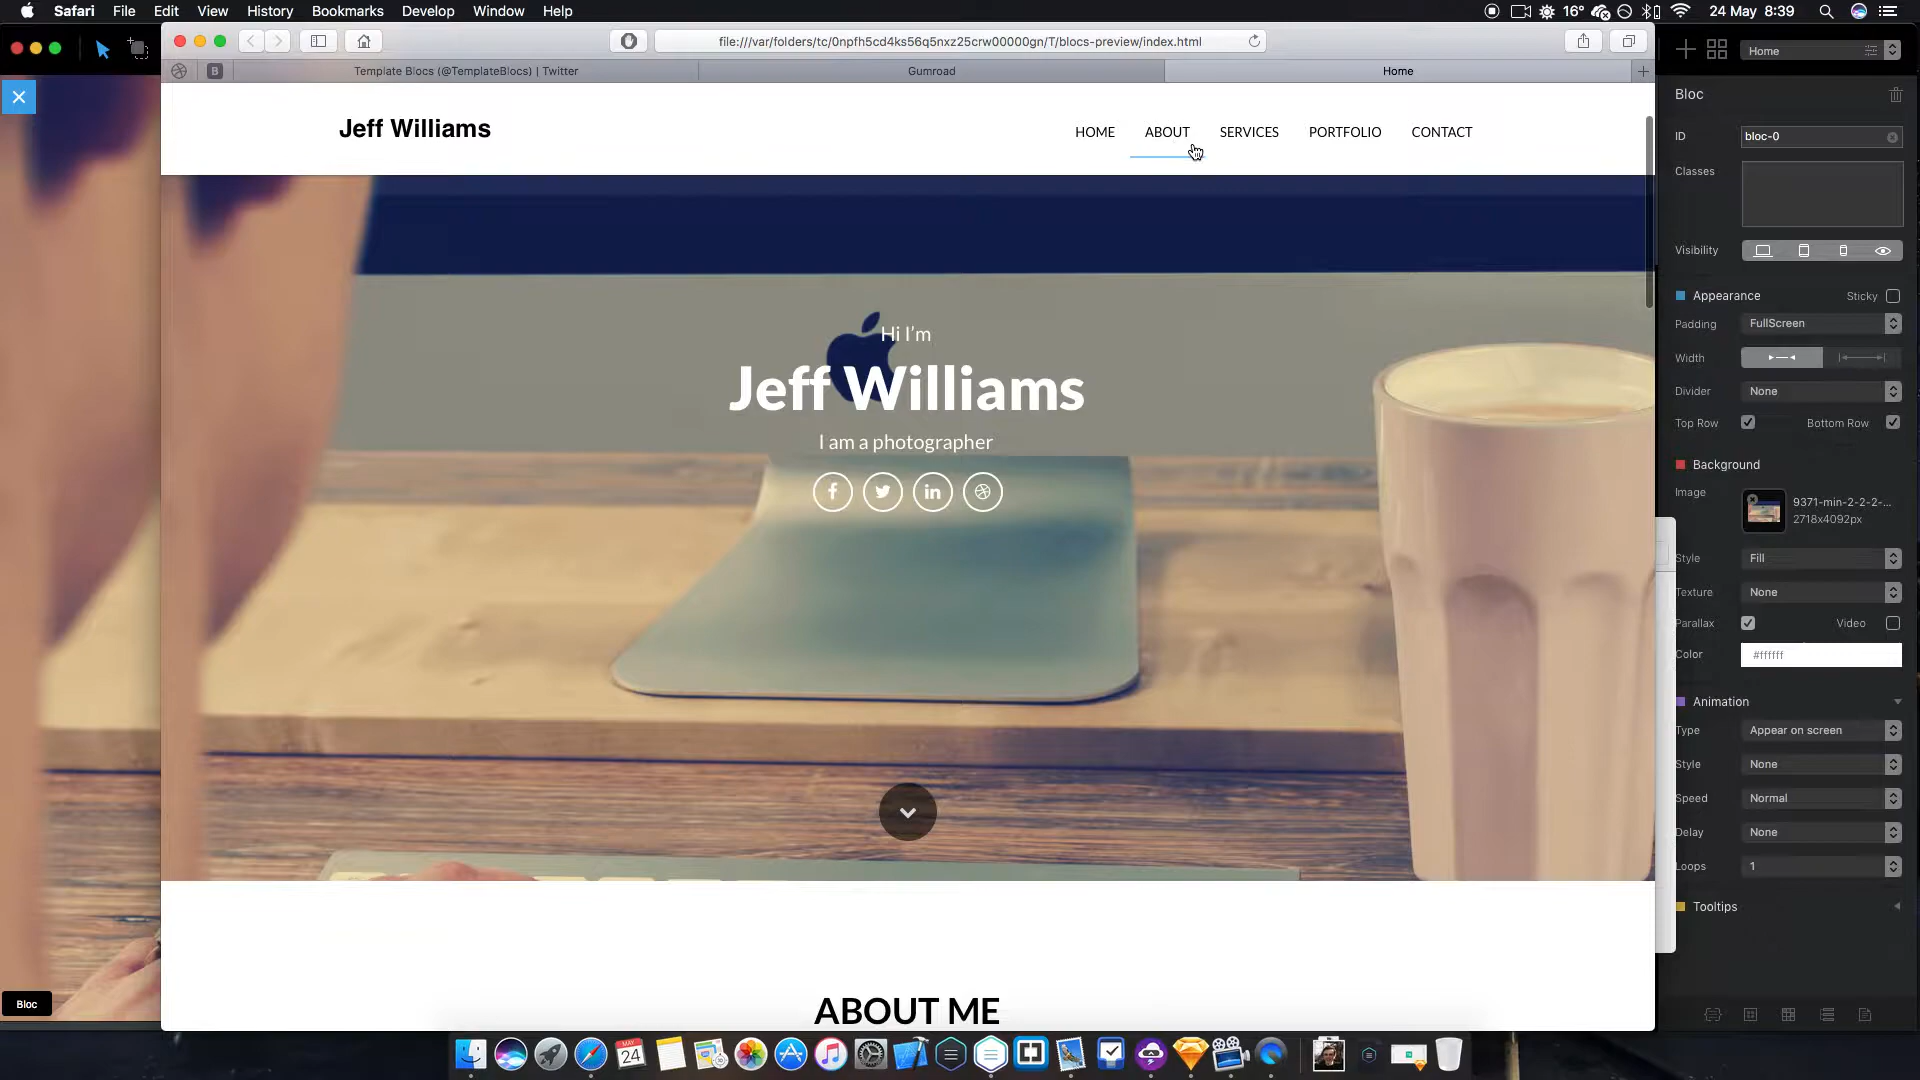 Safari File Edit View History Bookmarks Develop Window Help 16° 24 May 8:39
file:///var/folders/tc/0npfh5cd4ks56q5nxz25crw00000gn/T/blocs-preview/index.html
Home
Template Blocs (@TemplateBlocs) | Twitter
Gumroad
Home
Jeff Williams
HOME ABOUT SERVICES PORTFOLIO CONTACT
Hi I'm
Jeff Williams
I am a photographer
ABOUT ME
Bloc
Bloc
ID bloc-0
Classes
Visibility
Appearance Sticky
Padding FullScreen
Width
Divider None
Top Row Bottom Row
Background
Image 9371-min-2-2-2-...
2718x4092px
Style Fill
Texture None
Parallax Video
Color #ffffff
Animation
Type Appear on screen
Style None
Speed Normal
Delay None
Loops 1
Tooltips
MAY
24